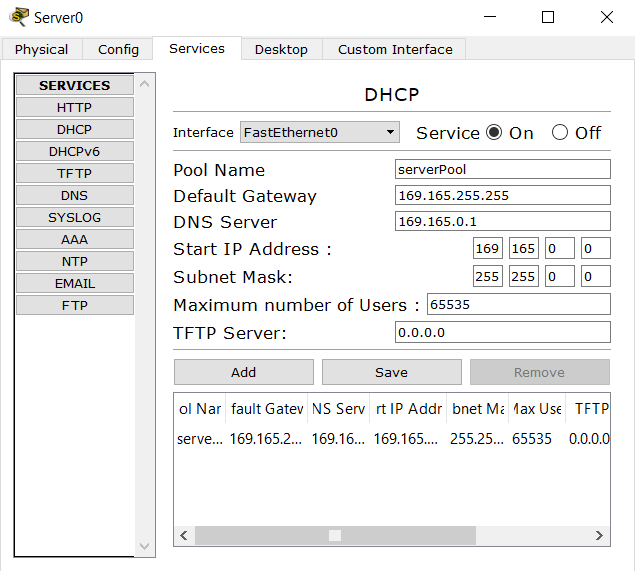 Server0
Physical Config Services Desktop Custom Interface
SERVICES
HTTP
DHCP
DHCPv6
TFTP
DNS
SYSLOG
AAA
NTP
EMAIL
FTP
DHCP
Interface FastEthernet0 Service On Off
Pool Name serverPool
Default Gateway 169.165.255.255
DNS Server 169.165.0.1
Start IP Address : 169 165 0 0
Subnet Mask: 255 255 0 0
Maximum number of Users : 65535
TFTP Server: 0.0.0.0
Add Save Remove
ol Nar fault Gatew NS Serv rt IP Addr bnet Ma Max Use TFTP
serve... 169.165.2... 169.16... 169.165.... 255.25... 65535 0.0.0.0